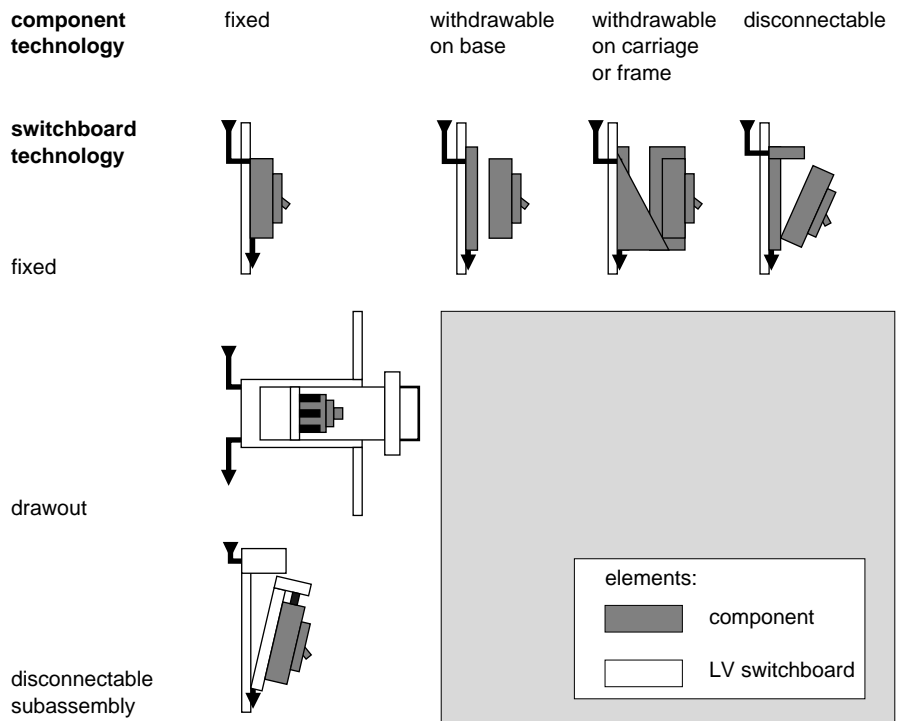 component
technology
fixed
withdrawable
on base
withdrawable
on carriage
or frame
disconnectable
switchboard
technology
fixed
drawout
disconnectable
subassembly
elements:
component
LV switchboard